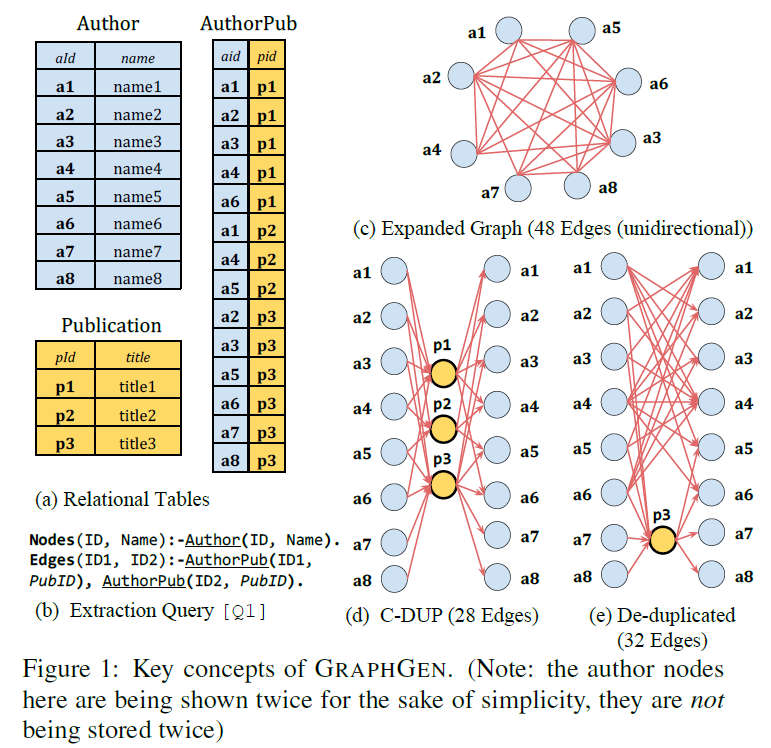 Author
aId name
a1 name1
a2 name2
a3 name3
a4 name4
a5 name5
a6 name6
a7 name7
a8 name8
Publication
pId title
p1 title1
p2 title2
p3 title3
AuthorPub
aid pid
a1 p1
a2 p1
a3 p1
a4 p1
a6 p1
a1 p2
a4 p2
a5 p2
a2 p3
a3 p3
a5 p3
a6 p3
a7 p3
a8 p3
(a) Relational Tables
Nodes(ID, Name):-Author(ID, Name).
Edges(ID1, ID2):-AuthorPub(ID1,
PubID), AuthorPub(ID2, PubID).
(b) Extraction Query [Q1]
a1 a5
a2 a6
a4 a3
a7 a8
(c) Expanded Graph (48 Edges (unidirectional))
a1 a1
a2 a2
p1
a3 a3
p2
a4 a4
p3
a5 a5
a6 a6
a7 a7
a8 a8
(d) C-DUP (28 Edges)
a1 a1
a2 a2
a3 a3
a4 a4
a5 a5
a6 a6
p3
a7 a7
a8 a8
(e) De-duplicated
(32 Edges)
Figure 1: Key concepts of GRAPHGEN. (Note: the author nodes
here are being shown twice for the sake of simplicity, they are not
being stored twice)